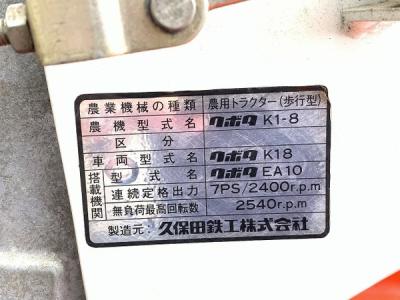 農業機械の種類 農用トラクター(歩行型)
農機型式名 クボタ K1-8
区分
車両型式名 クボタ K18
搭載機関 型式名 クボタ EA10
連続定格出力 7PS/2400r.p.m
無負荷最高回転数 2540r.p.m
製造元: 久保田鉄工株式会社